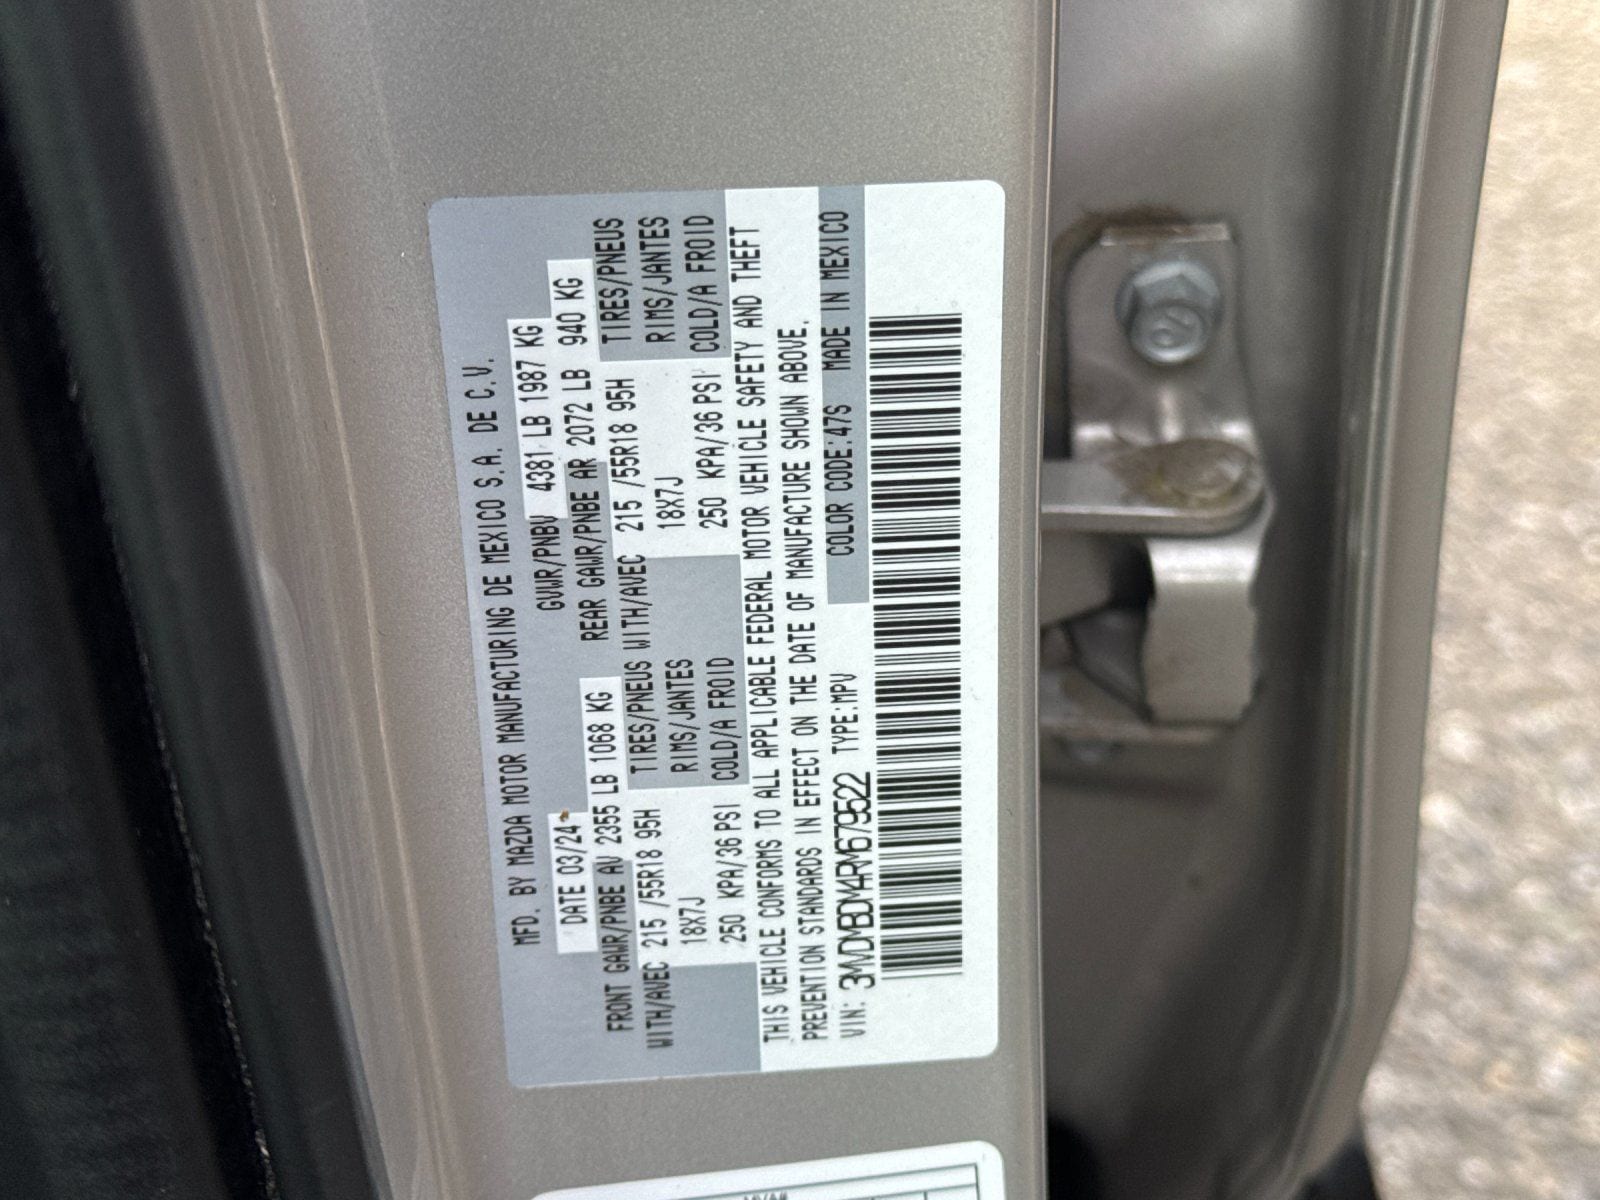 MFD. BY MAZDA MOTOR MANUFACTURING DE MEXICO S.A. DE C.V.
DATE 03/24 GVWR/PNBV 4381 LB 1987 KG
FRONT GAWR/PNBE AV 2355 LB 1068 KG REAR GAWR/PNBE AR 2072 LB 940 KG
WITH/AVEC 215 /55R18 95H TIRES/PNEUS WITH/AVEC 215 /55R18 95H TIRES/PNEUS
18X7J RIMS/JANTES 18X7J RIMS/JANTES
250 KPA/36 PSI COLD/A FROID 250 KPA/36 PSI COLD/A FROID
THIS VEHICLE CONFORMS TO ALL APPLICABLE FEDERAL MOTOR VEHICLE SAFETY AND THEFT
PREVENTION STANDARDS IN EFFECT ON THE DATE OF MANUFACTURE SHOWN ABOVE.
VIN: 3MVDMBDM4RM679522 TYPE:MPV COLOR CODE:47S MADE IN MEXICO